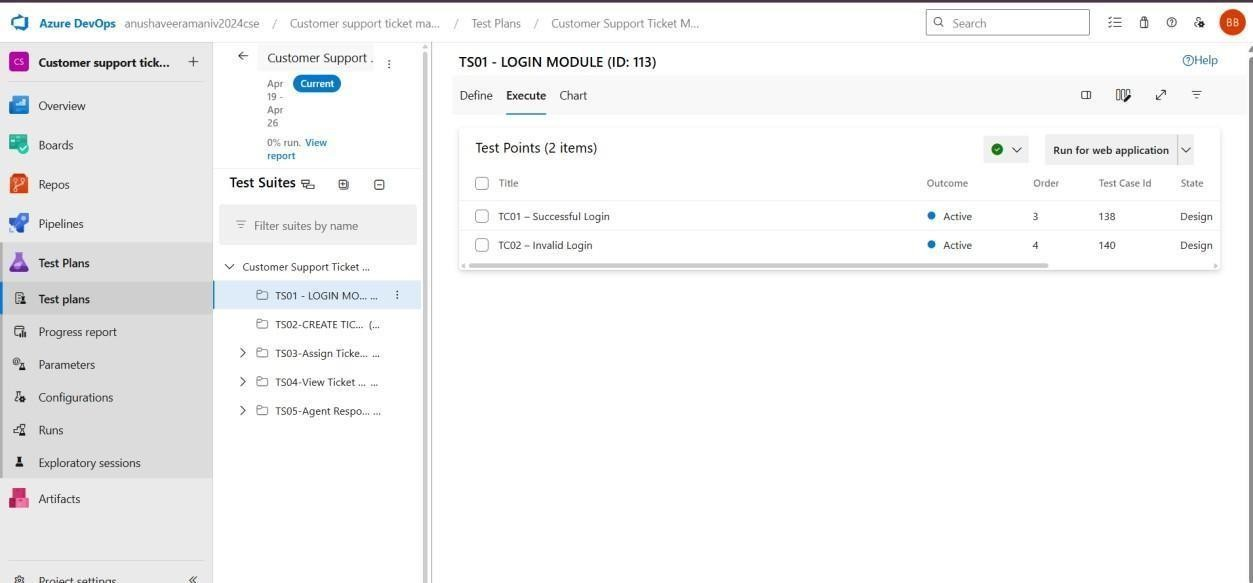 Azure DevOps anushaveeramaniv2024cse / Customer support ticket ma... / Test Plans / Customer Support Ticket M...
Search
BB
CS Customer support tick... +
Overview
Boards
Repos
Pipelines
Test Plans
Test plans
Progress report
Parameters
Configurations
Runs
Exploratory sessions
Artifacts
Project settings
Customer Support .
Apr
19 -
Apr
26
Current
0% run. View
report
Test Suites
Filter suites by name
Customer Support Ticket ...
TS01 - LOGIN MO... ...
TS02-CREATE TIC... (...
TS03-Assign Ticke... ...
TS04-View Ticket ... ...
TS05-Agent Respo... ...
TS01 - LOGIN MODULE (ID: 113)
Help
Define Execute Chart
Test Points (2 items)
Run for web application
Title Outcome Order Test Case Id State
TC01 – Successful Login Active 3 138 Design
TC02 – Invalid Login Active 4 140 Design